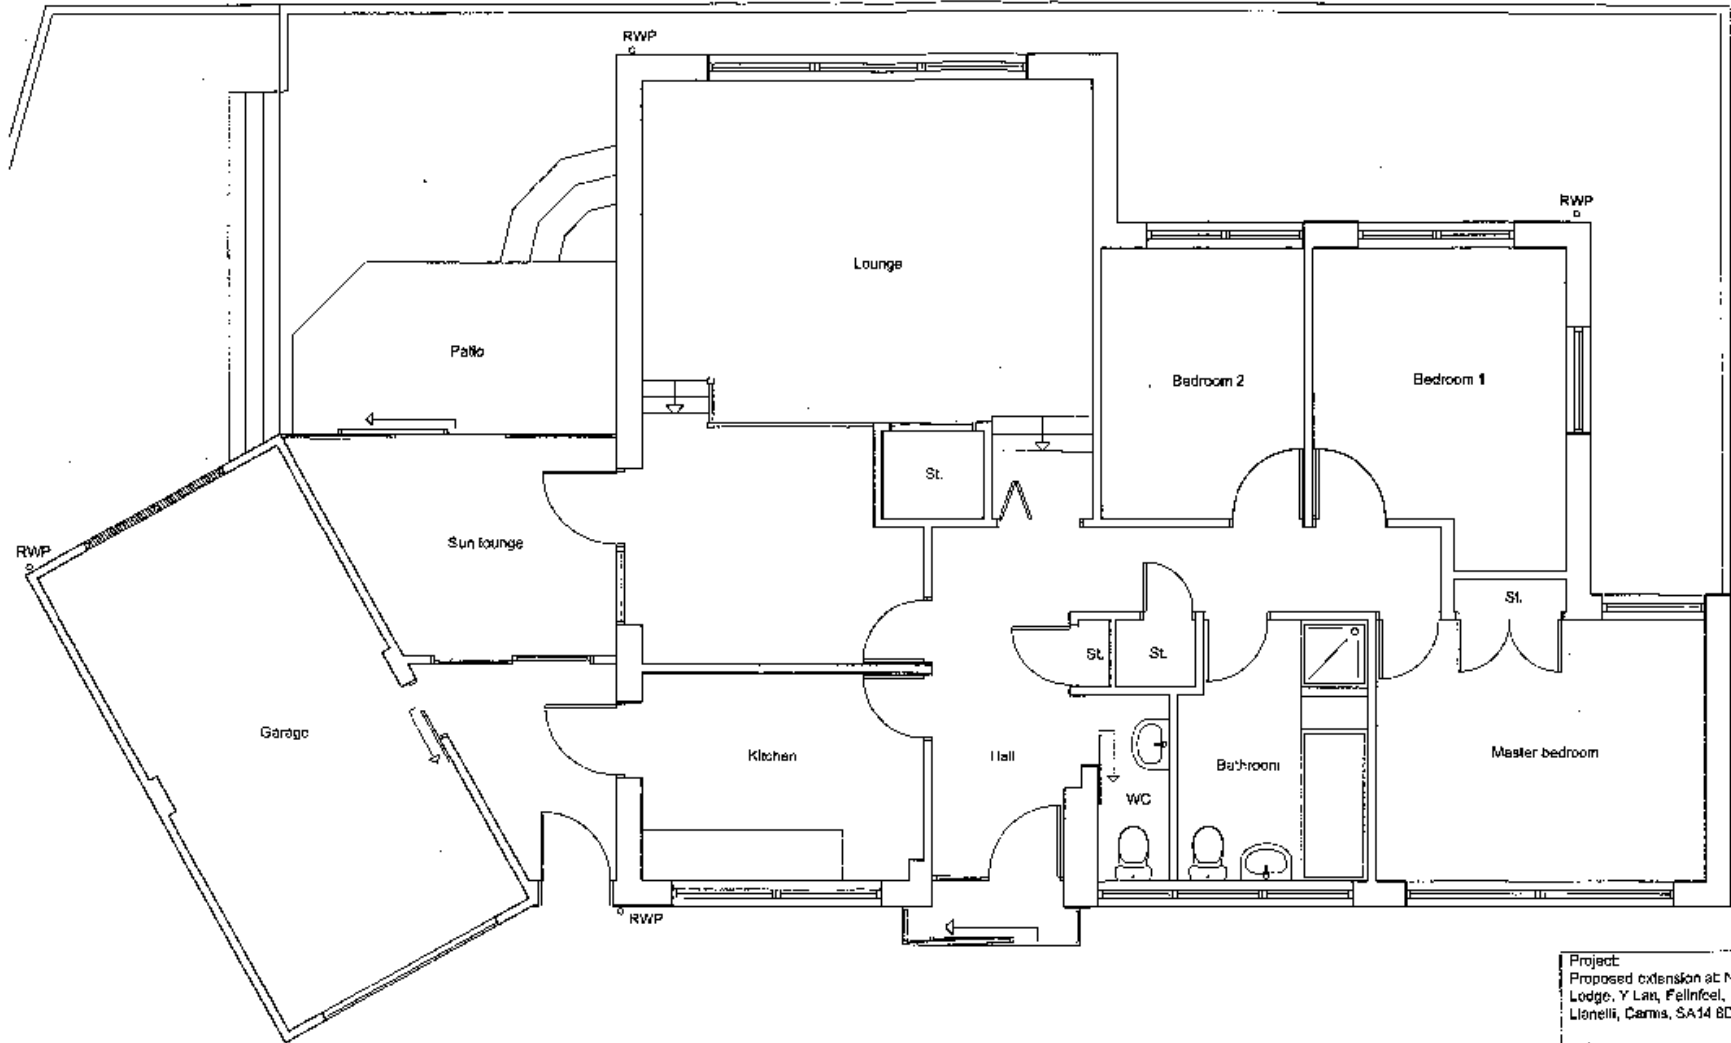 RWP
RWP
Lounge
Patio
Bedroom 2
Bedroom 1
St.
Sun lounge
RWP
St.
St.
St.
Garage
Kitchen
Hall
Bathroom
Master bedroom
WC
RWP
Project:
Proposed extension at: N
Lodge, Y Lan, Felinfoel,
Llanelli, Carms, SA14 8D